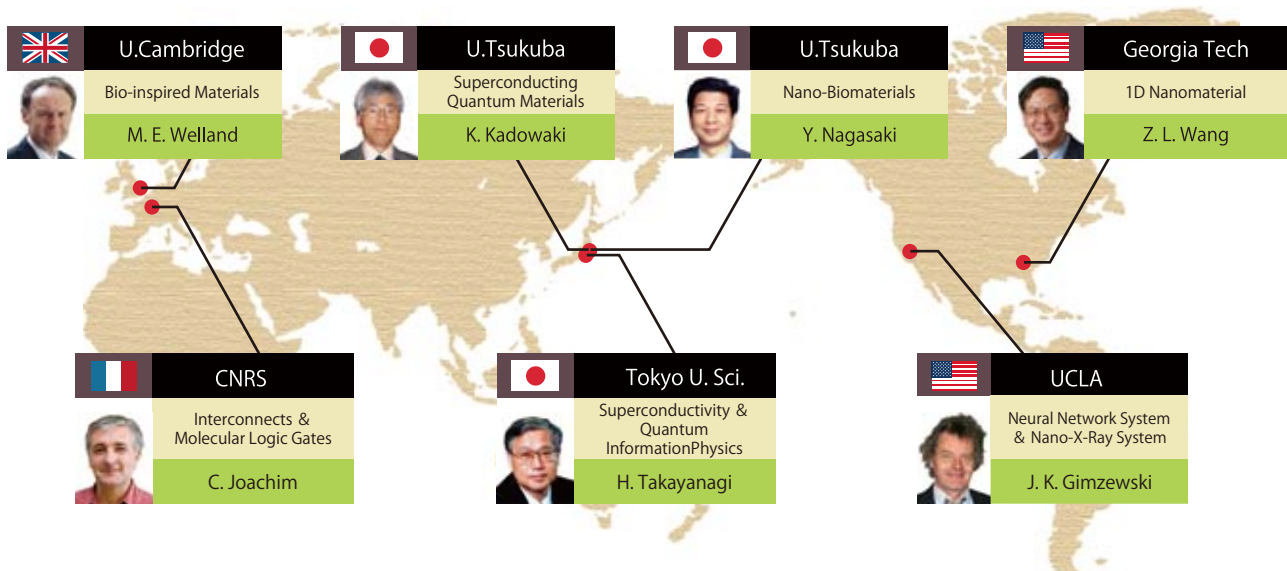 U.Cambridge
Bio-inspired Materials
M. E. Welland
U.Tsukuba
Superconducting
Quantum Materials
K. Kadowaki
U.Tsukuba
Nano-Biomaterials
Y. Nagasaki
Georgia Tech
1D Nanomaterial
Z. L. Wang
CNRS
Interconnects &
Molecular Logic Gates
C. Joachim
Tokyo U. Sci.
Superconductivity &
Quantum
InformationPhysics
H. Takayanagi
UCLA
Neural Network System
& Nano-X-Ray System
J. K. Gimzewski